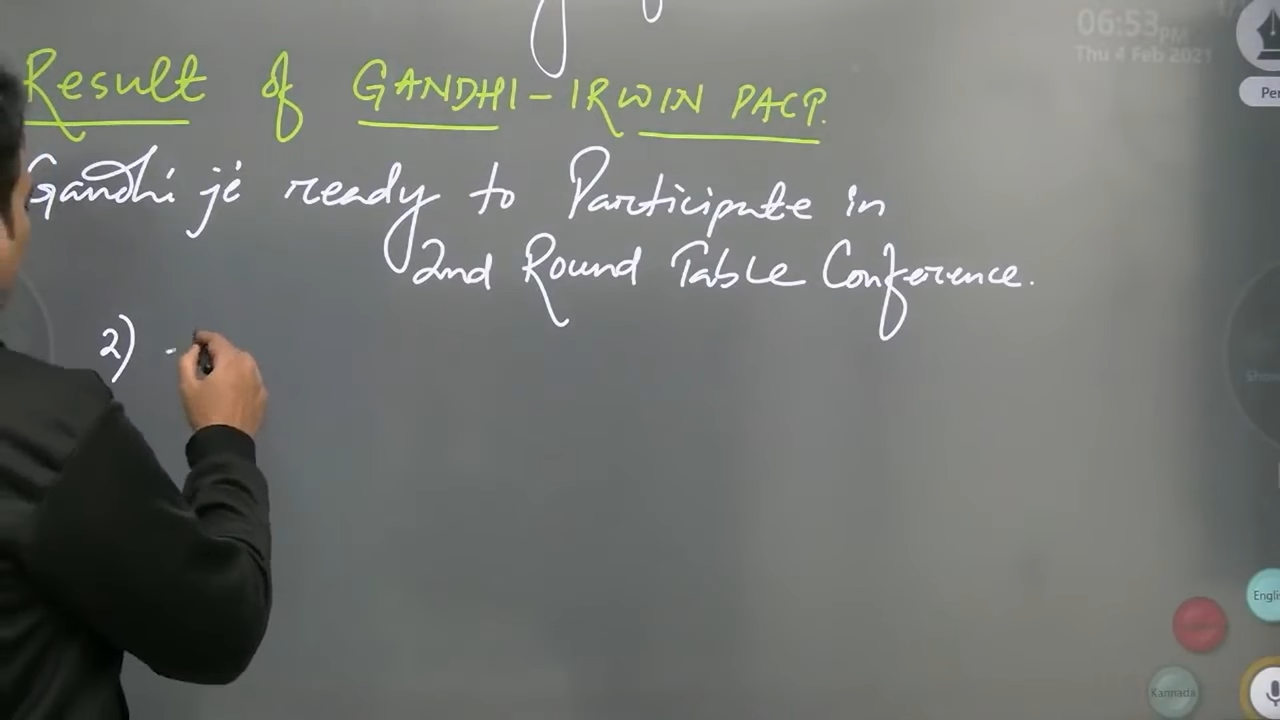 06:53PM
Thu 4 Feb 2021
Result of GANDHI-IRWIN PACT.
Gandhi ji ready to Participate in
2nd Round Table Conference.
2)
Kannada